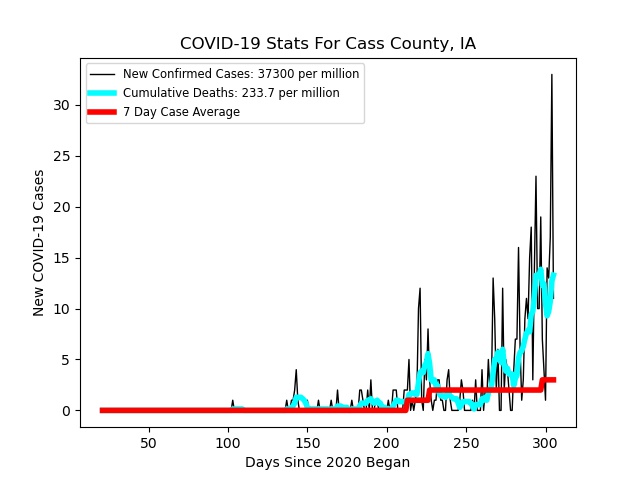 COVID-19 Stats For Cass County, IA
New Confirmed Cases: 37300 per million
Cumulative Deaths: 233.7 per million
7 Day Case Average
New COVID-19 Cases
30
25
20
15
10
5
0
50 100 150 200 250 300
Days Since 2020 Began